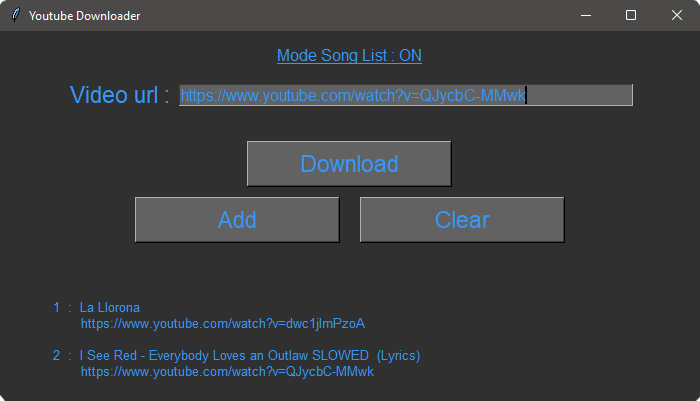 Youtube Downloader
Mode Song List : ON
Video url : https://www.youtube.com/watch?v=QJycbC-MMwk
Download
Add Clear
1 : La Llorona
https://www.youtube.com/watch?v=dwc1jlmPzoA
2 : I See Red - Everybody Loves an Outlaw SLOWED (Lyrics)
https://www.youtube.com/watch?v=QJycbC-MMwk